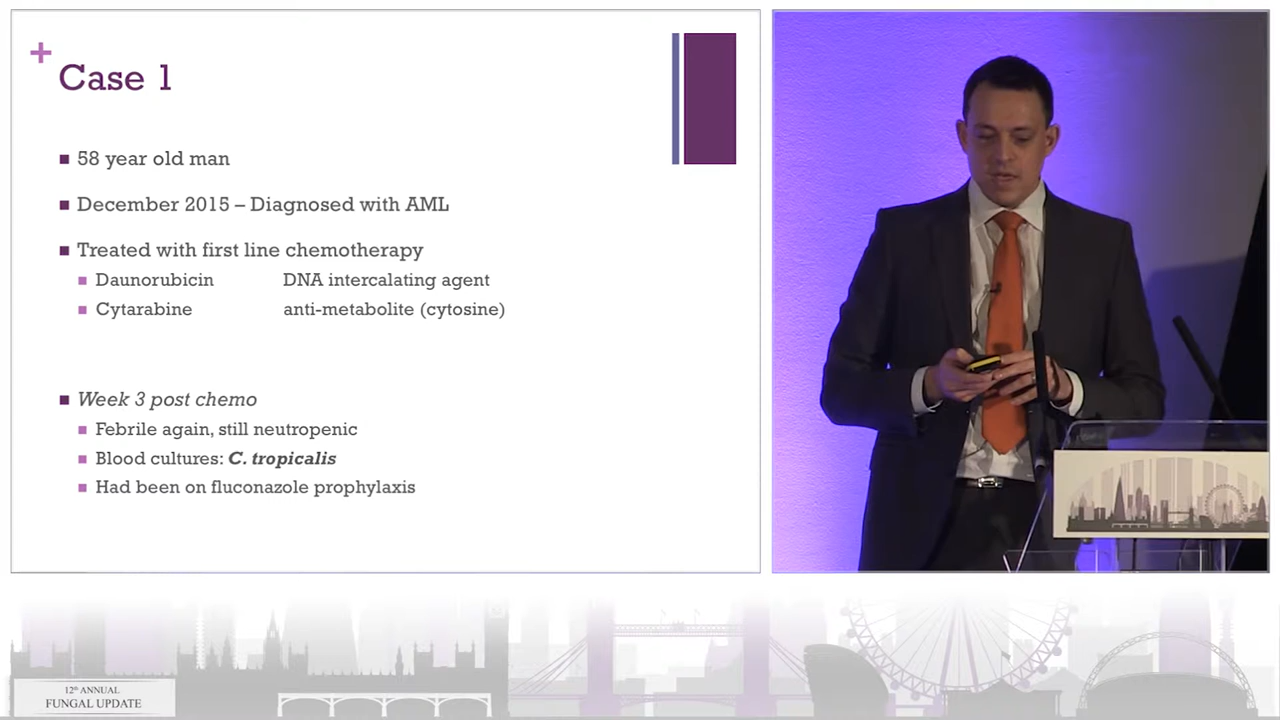 +
Case 1
■ 58 year old man
■ December 2015 – Diagnosed with AML
■ Treated with first line chemotherapy
■ Daunorubicin DNA intercalating agent
■ Cytarabine anti-metabolite (cytosine)
■ Week 3 post chemo
■ Febrile again, still neutropenic
■ Blood cultures: C. tropicalis
■ Had been on fluconazole prophylaxis
12th ANNUAL
FUNGAL UPDATE